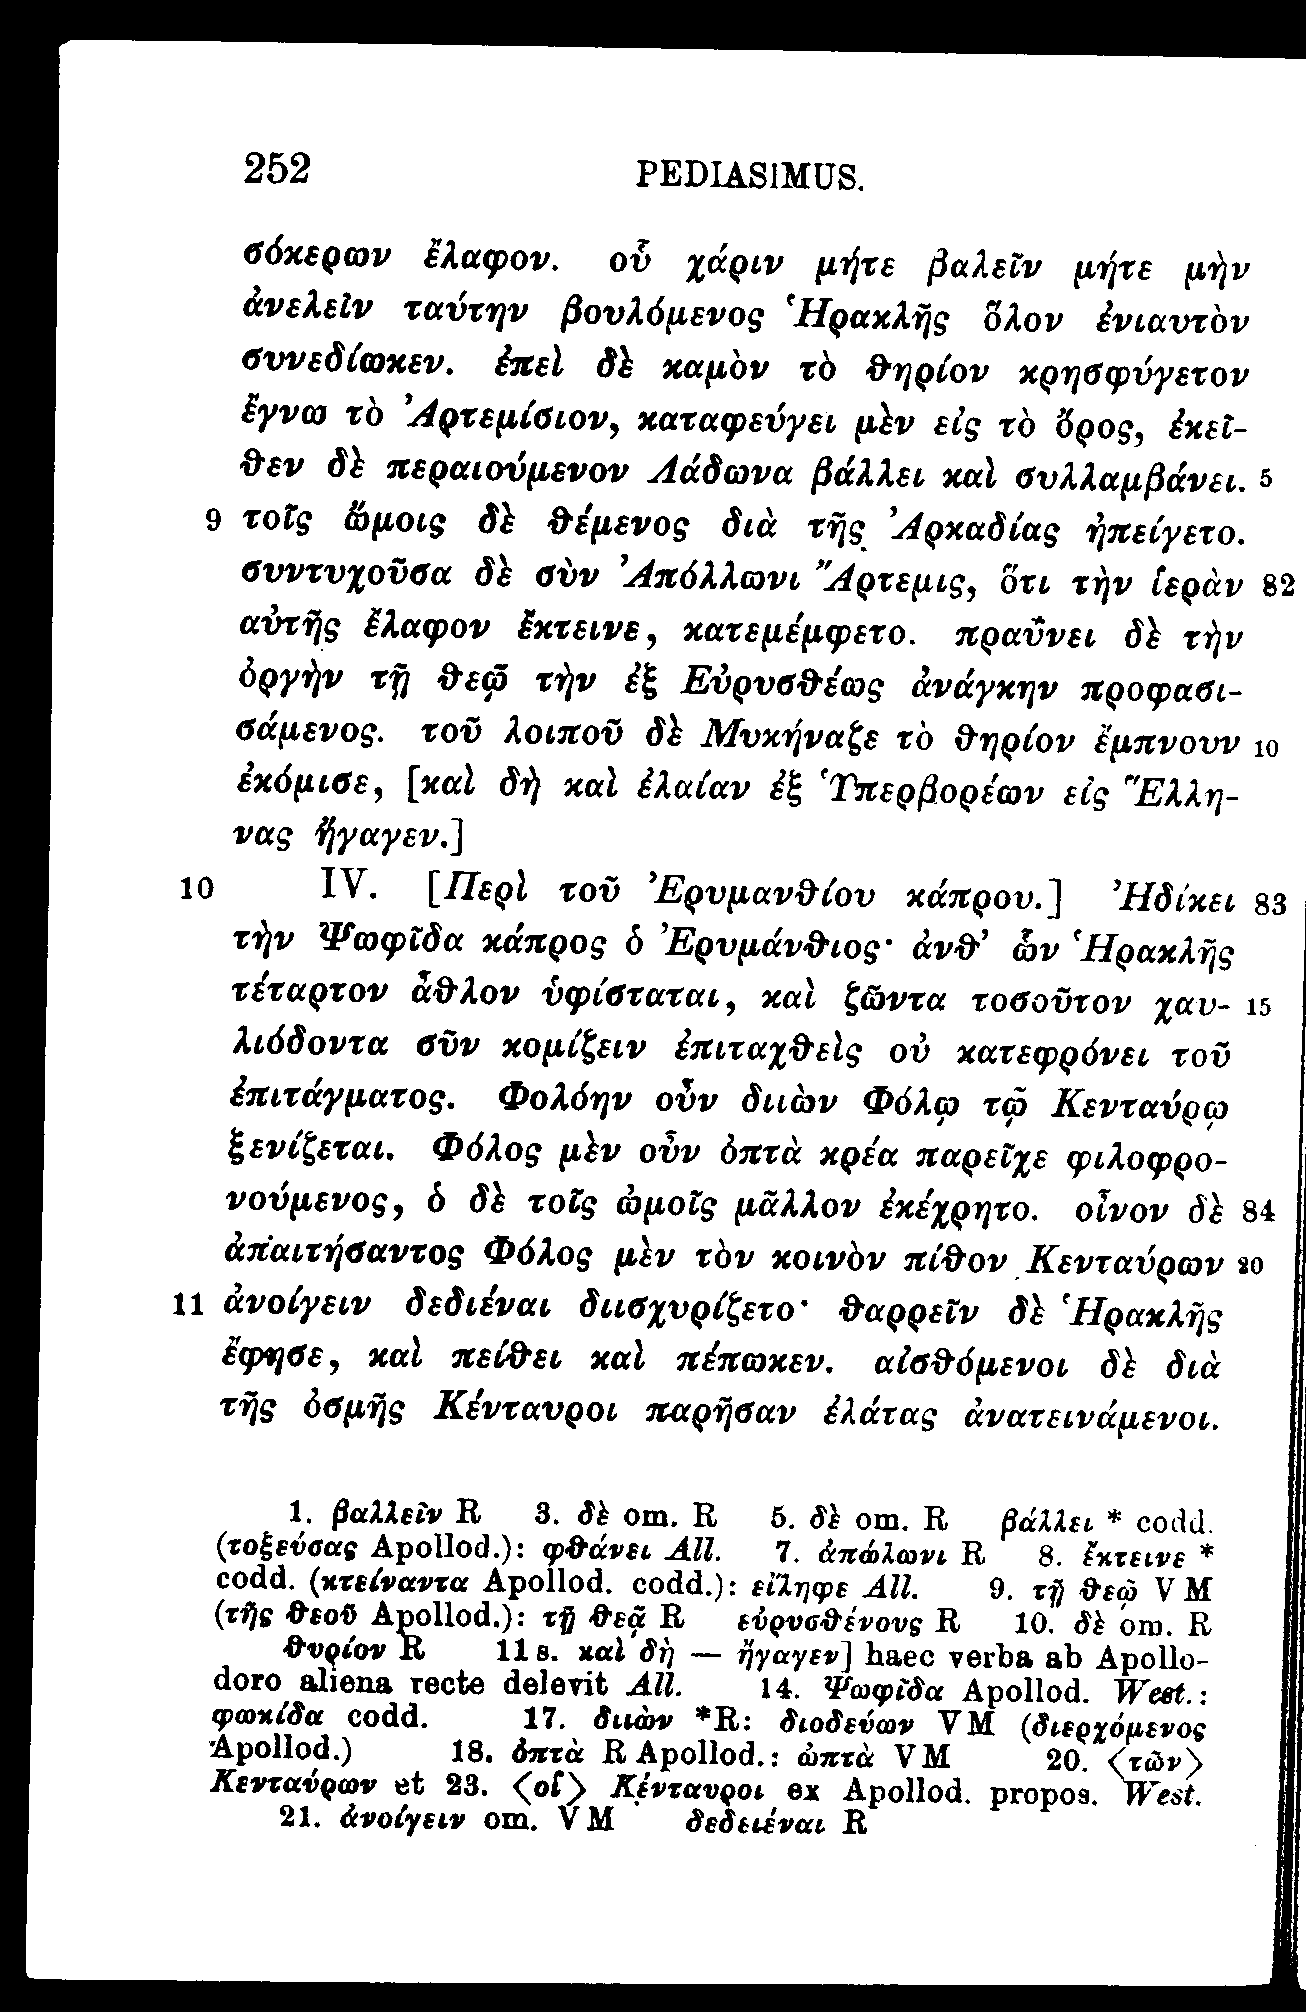 252 PEDIASIMUS.
σόκερων ἔλαφον. οὗ χάριν μήτε βαλεῖν μήτε μὴν
ἀνελεῖν ταύτην βουλόμενος Ἡρακλῆς ὅλον ἐνιαυτὸν
συνεδίωκεν. ἐπεὶ δὲ καμὸν τὸ θηρίον κρησφύγετον
ἔγνω τὸ Ἀρτεμίσιον, καταφεύγει μὲν εἰς τὸ ὄρος, ἐκεῖ-
θεν δὲ περαιούμενον Λάδωνα βάλλει καὶ συλλαμβάνει. 5
9 τοῖς ὤμοις δὲ θέμενος διὰ τῆς Ἀρκαδίας ἠπείγετο.
συντυχοῦσα δὲ σὺν Ἀπόλλωνι Ἄρτεμις, ὅτι τὴν ἱερὰν 82
αὐτῆς ἔλαφον ἔκτεινε, κατεμέμφετο. πραΰνει δὲ τὴν
ὀργὴν τῇ θεῷ τὴν ἐξ Εὐρυσθέως ἀνάγκην προφασι-
σάμενος. τοῦ λοιποῦ δὲ Μυκήναζε τὸ θηρίον ἔμπνουν 10
ἐκόμισε, [καὶ δὴ καὶ ἐλαίαν ἐξ Ὑπερβορέων εἰς Ἕλλη-
νας ἤγαγεν.]
10 IV. [Περὶ τοῦ Ἐρυμανθίου κάπρου.] Ἠδίκει 83
τὴν Ψωφῖδα κάπρος ὁ Ἐρυμάνθιος· ἀνθ’ ὧν Ἡρακλῆς
τέταρτον ἆθλον ὑφίσταται, καὶ ζῶντα τοσοῦτον χαυ- 15
λιόδοντα σῦν κομίζειν ἐπιταχθεὶς οὐ κατεφρόνει τοῦ
ἐπιτάγματος. Φολόην οὖν διιὼν Φόλῳ τῷ Κενταύρῳ
ξενίζεται. Φόλος μὲν οὖν ὀπτὰ κρέα παρεῖχε φιλοφρο-
νούμενος, ὁ δὲ τοῖς ὠμοῖς μᾶλλον ἐκέχρητο. οἶνον δὲ 84
ἀπαιτήσαντος Φόλος μὲν τὸν κοινὸν πίθον Κενταύρων 20
11 ἀνοίγειν δεδιέναι διισχυρίζετο· θαρρεῖν δὲ Ἡρακλῆς
ἔφησε, καὶ πείθει καὶ πέπωκεν. αἰσθόμενοι δὲ διὰ
τῆς ὀσμῆς Κένταυροι παρῆσαν ἐλάτας ἀνατεινάμενοι.
1. βαλλεῖν R 3. δὲ om. R 5. δὲ om. R βάλλει * codd.
(τοξεύσας Apollod.): φθάνει All. 7. ἀπώλωνι R 8. ἔκτεινε *
codd. (κτείναντα Apollod. codd.): εἴληφε All. 9. τῇ θεῷ V M
(τῆς θεοῦ Apollod.): τῇ θεᾷ R εὐρυσθένους R 10. δὲ om. R
θυρίον R 11 s. καὶ δὴ — ἤγαγεν] haec verba ab Apollo-
doro aliena recte delevit All. 14. Ψωφῖδα Apollod. West.:
φωκίδα codd. 17. διιὼν *R: διοδεύων V M (διερχόμενος
Apollod.) 18. ὀπτὰ R Apollod.: ὠπτὰ V M 20. ⟨τῶν⟩
Κενταύρων et 23. ⟨οἱ⟩ Κένταυροι ex Apollod. propos. West.
21. ἀνοίγειν om. V M δεδειέναι R